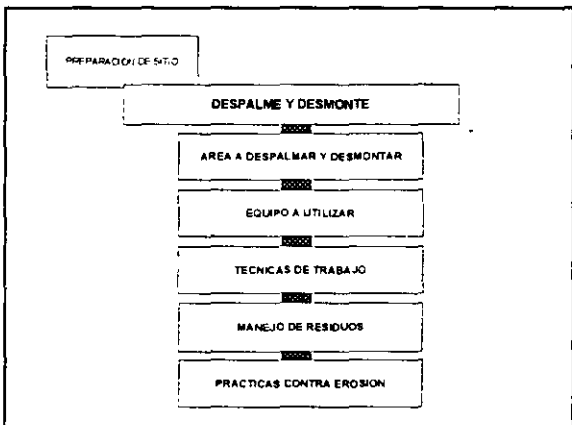 PREPARACION DE SITIO
DESPALME Y DESMONTE
AREA A DESPALMAR Y DESMONTAR
EQUIPO A UTILIZAR
TECNICAS DE TRABAJO
MANEJO DE RESIDUOS
PRACTICAS CONTRA EROSION